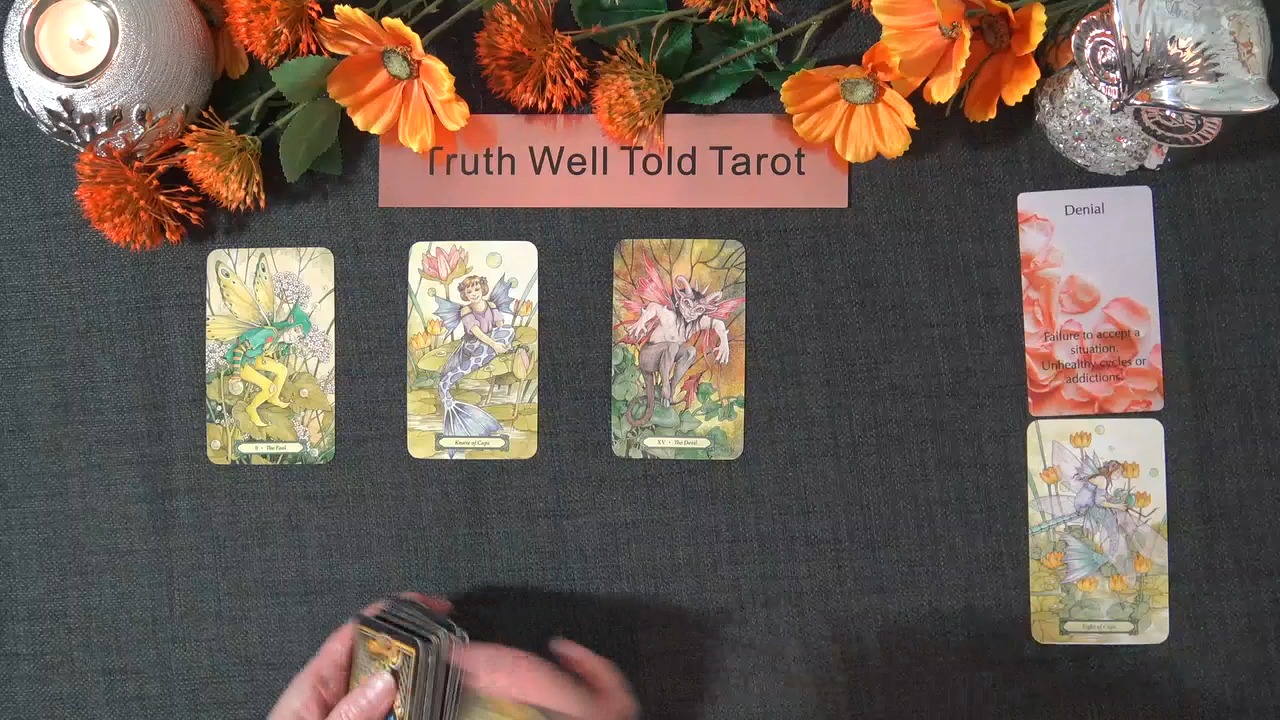 Truth Well Told Tarot
Denial
Failure to accept a
situation.
Unhealthy cycles or
addictions.
0 • The Fool
Knave of Cups
XV • The Devil
Eight of Cups